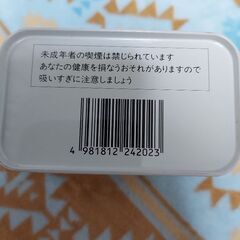 未成年者の喫煙は禁じられています
あなたの健康を損なうおそれがありますので
吸いすぎに注意しましょう
4 981812 242023